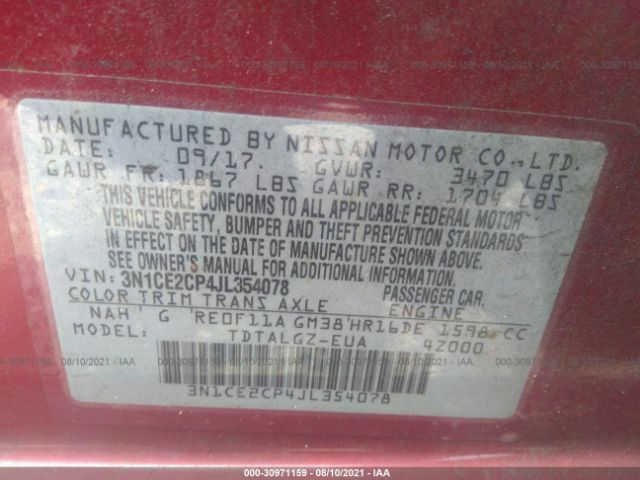 MANUFACTURED BY NISSAN MOTOR CO., LTD.
DATE: 09/17. GVWR: 3470 LBS
GAWR FR: 1867 LBS GAWR RR: 1704 LBS
THIS VEHICLE CONFORMS TO ALL APPLICABLE FEDERAL MOTOR
VEHICLE SAFETY, BUMPER AND THEFT PREVENTION STANDARDS
IN EFFECT ON THE DATE OF MANUFACTURE SHOWN ABOVE.
SEE OWNER'S MANUAL FOR ADDITIONAL INFORMATION.
VIN: 3N1CE2CP4JL354078 PASSENGER CAR.
COLOR TRIM TRANS AXLE ENGINE
NAH G RE0F11A GM38 HR16DE 1598 CC
MODEL: TDTALGZ-EUA 4Z000
3N1CE2CP4JL354078
000-30971159 - 08/10/2021 - IAA